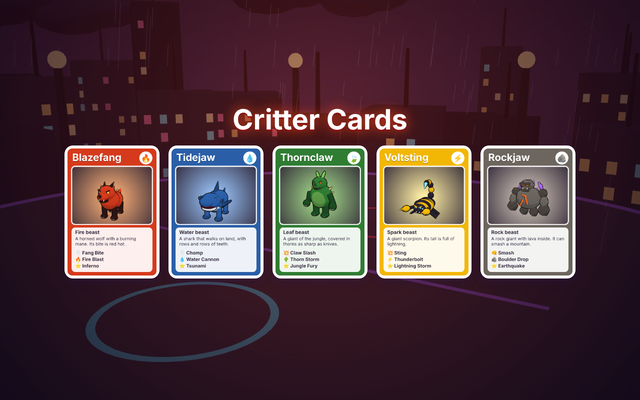 Critter Cards
Blazefang
Fire beast
A horned wolf with a burning
mane. Its bite is red hot.
Fang Bite
Fire Blast
Inferno
Tidejaw
Water beast
A shark that walks on land, with
rows and rows of teeth.
Chomp
Water Cannon
Tsunami
Thornclaw
Leaf beast
A giant of the jungle, covered in
thorns as sharp as knives.
Claw Slash
Thorn Storm
Jungle Fury
Voltsting
Spark beast
A giant scorpion. Its tail is full of
lightning.
Sting
Thunderbolt
Lightning Storm
Rockjaw
Rock beast
A rock giant with lava inside. It can
smash a mountain.
Smash
Boulder Drop
Earthquake